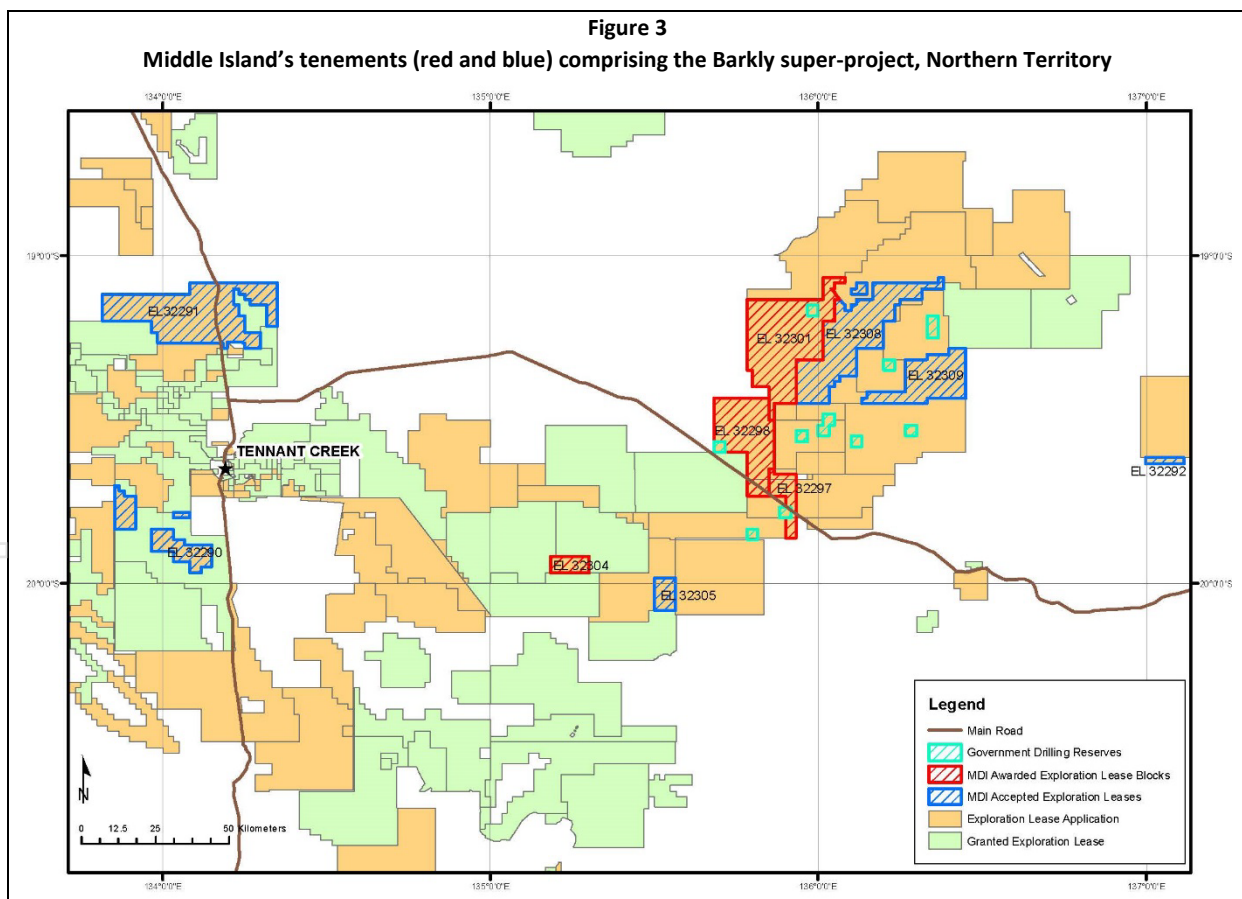 Figure 3
Middle Island's tenements (red and blue) comprising the Barkly super-project, Northern Territory
134°0'0"E
135°0'0"E
136°0'0"E
137°0'0"E
19°0'0"S
19°0'0"S
EL 32291
EL 32301
EL 32308
EL 32309
EL 32298
TENNANT CREEK
EL 32292
EL 32297
EL 32290
EL 32304
EL 32305
20°0'0"S
20°0'0"S
Legend
Main Road
Government Drilling Reserves
MDI Awarded Exploration Lease Blocks
MDI Accepted Exploration Leases
Exploration Lease Application
Granted Exploration Lease
N
0 12.5 25 50 Kilometers
134°0'0"E
135°0'0"E
136°0'0"E
137°0'0"E